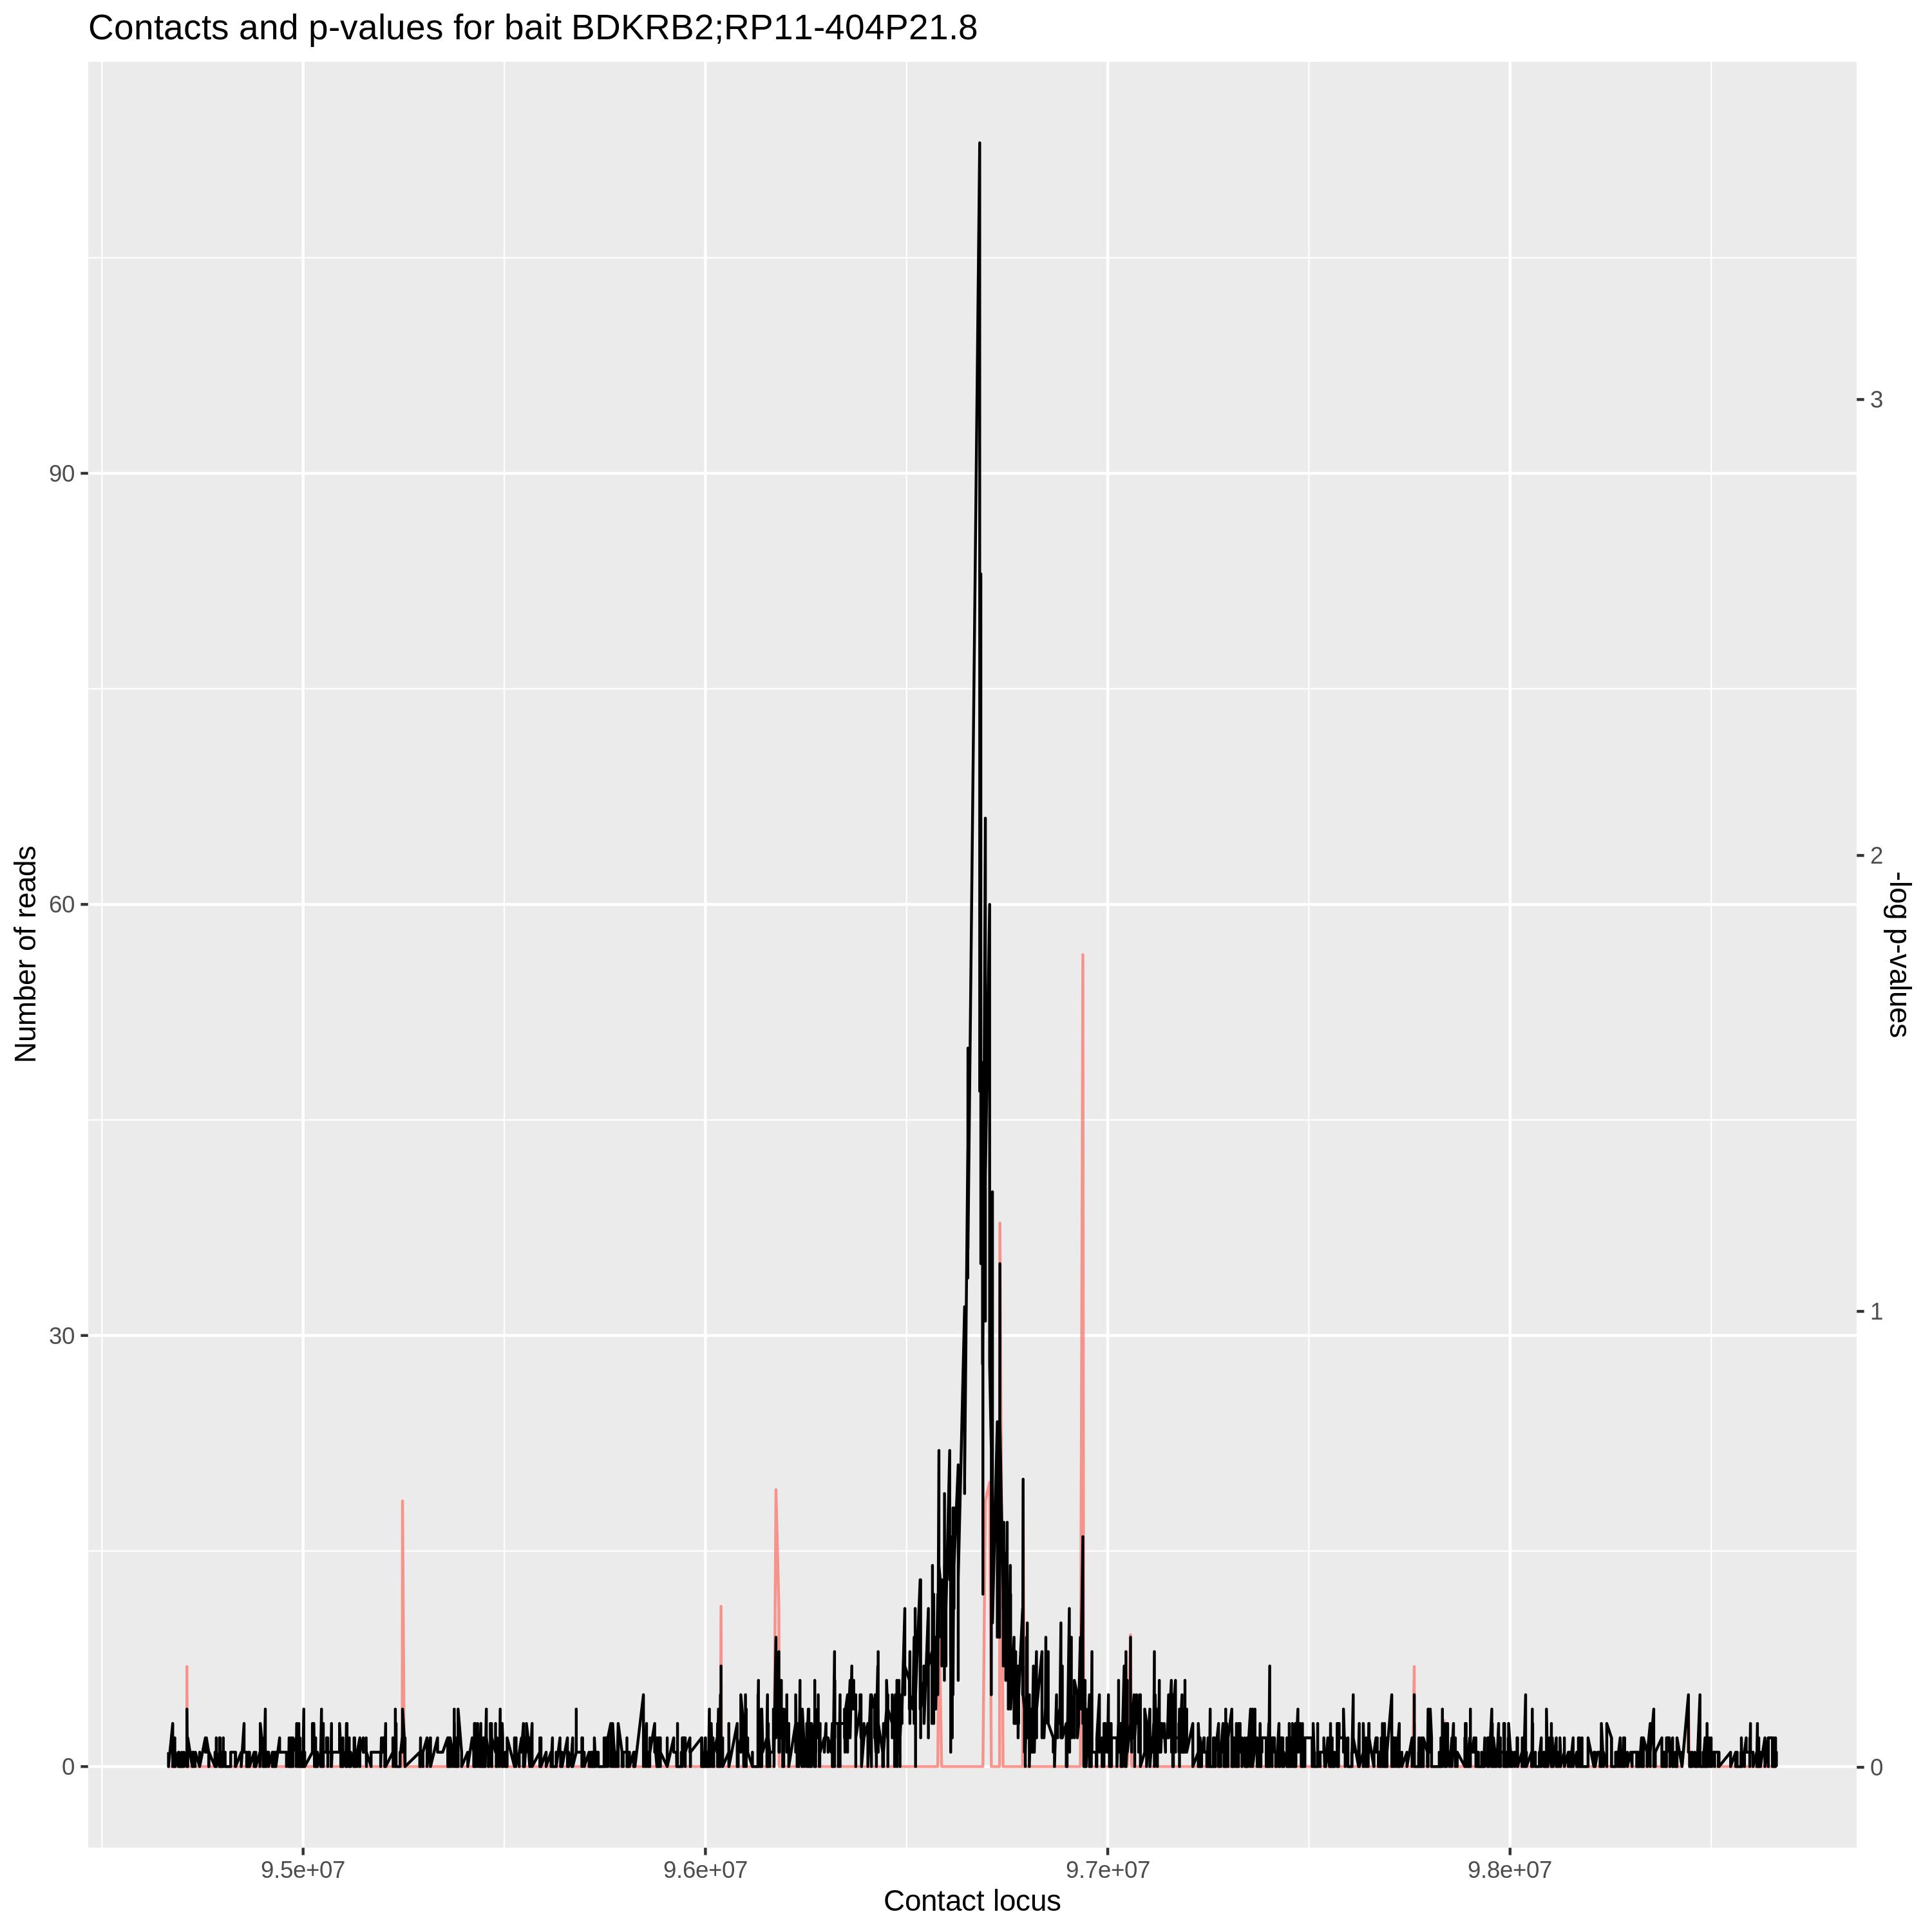 Contacts and p-values for bait BDKRB2;RP11-404P21.8
Number of reads
90
60
30
0
3
2
1
0
-log p-values
9.5e+07 9.6e+07 9.7e+07 9.8e+07
Contact locus